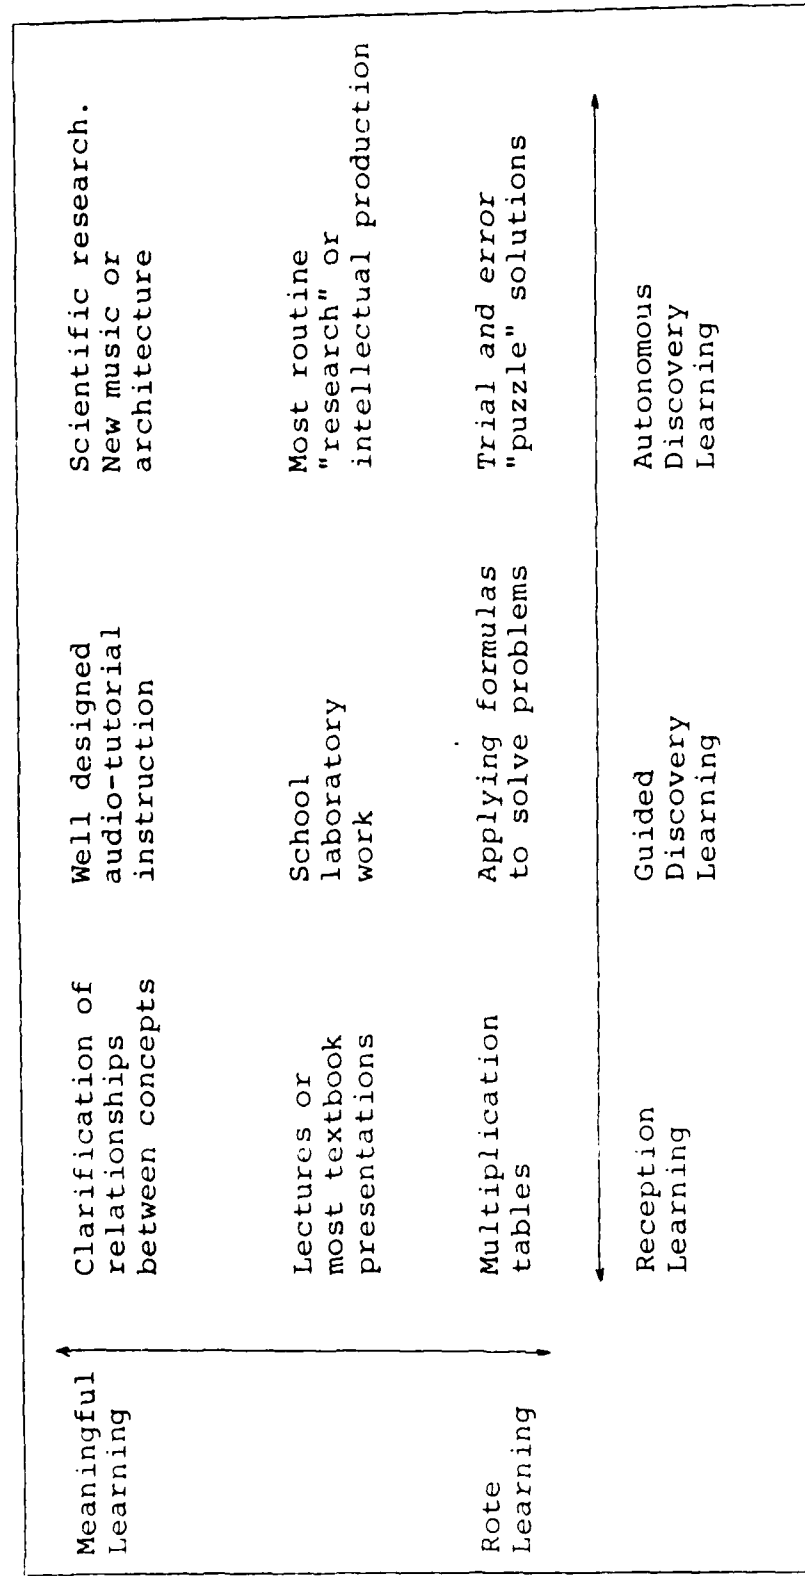 Meaningful
Learning
Clarification of
relationships
between concepts
Well designed
audio-tutorial
instruction
Scientific research.
New music or
architecture
Lectures or
most textbook
presentations
School
laboratory
work
Most routine
"research" or
intellectual production
Rote
Learning
Multiplication
tables
Applying formulas
to solve problems
Trial and error
"puzzle" solutions
Reception
Learning
Guided
Discovery
Learning
Autonomous
Discovery
Learning